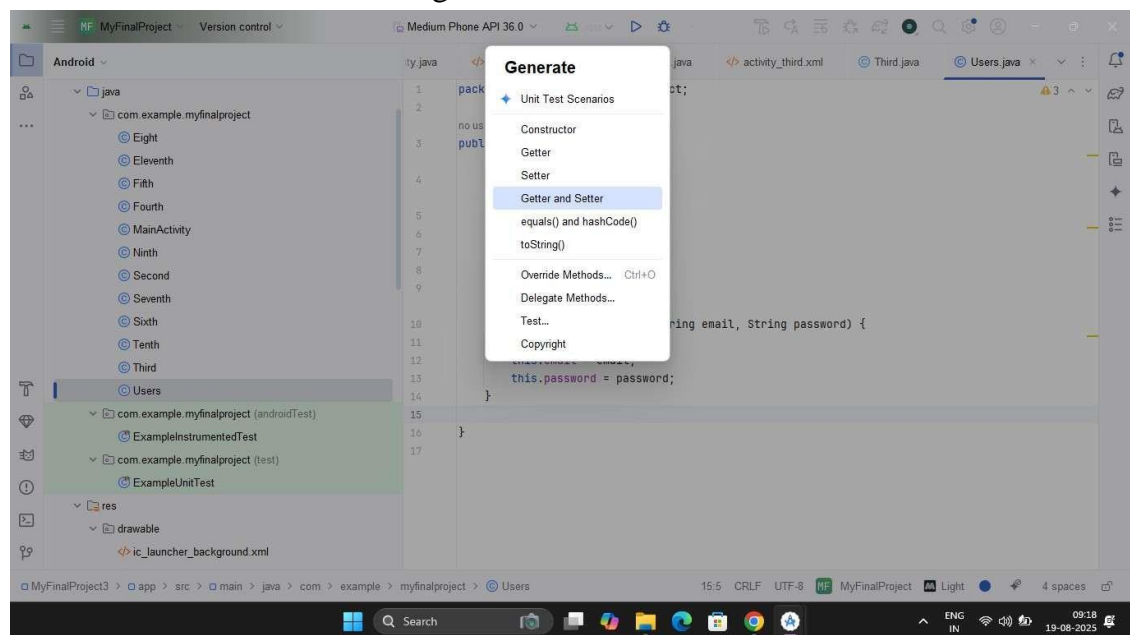 MF MyFinalProject Version control Medium Phone API 36.0
Android
ty.java
java
activity_third.xml
Third.java
Users.java
Generate
Unit Test Scenarios
Constructor
Getter
Setter
Getter and Setter
equals() and hashCode()
toString()
Override Methods... Ctrl+O
Delegate Methods...
Test...
Copyright
java
com.example.myfinalproject
Eight
Eleventh
Fifth
Fourth
MainActivity
Ninth
Second
Seventh
Sixth
Tenth
Third
Users
com.example.myfinalproject (androidTest)
ExampleInstrumentedTest
com.example.myfinalproject (test)
ExampleUnitTest
res
drawable
ic_launcher_background.xml
1 pack ct;
2
no us
3 publ
4
5
6
7
8
9
10 ring email, String password) {
11
12 this.email = email;
13 this.password = password;
14 }
15
16 }
17
3
MyFinalProject3 > app > src > main > java > com > example > myfinalproject > Users 15:5 CRLF UTF-8 MF MyFinalProject Light 4 spaces
Search
ENG
IN
09:18
19-08-2025